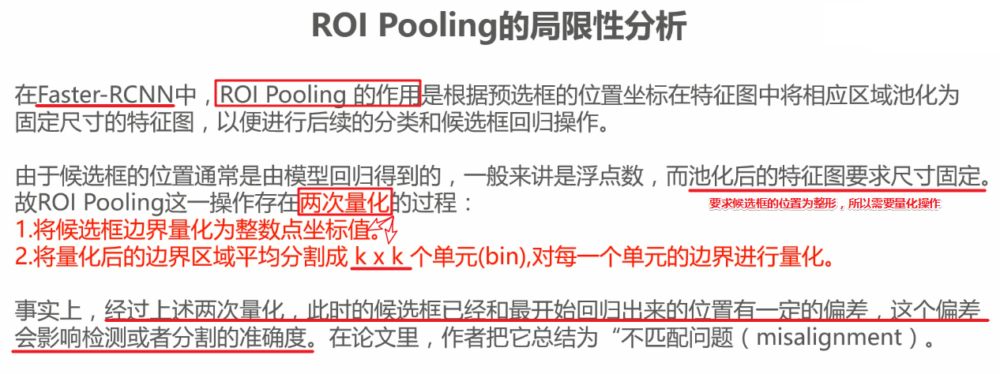 ROI Pooling的局限性分析
在Faster-RCNN中，ROI Pooling 的作用是根据预选框的位置坐标在特征图中将相应区域池化为
固定尺寸的特征图，以便进行后续的分类和候选框回归操作。
由于候选框的位置通常是由模型回归得到的，一般来讲是浮点数，而池化后的特征图要求尺寸固定。
故ROI Pooling这一操作存在两次量化的过程：
要求候选框的位置为整形，所以需要量化操作
1.将候选框边界量化为整数点坐标值。
2.将量化后的边界区域平均分割成 k x k 个单元(bin),对每一个单元的边界进行量化。
事实上，经过上述两次量化，此时的候选框已经和最开始回归出来的位置有一定的偏差，这个偏差
会影响检测或者分割的准确度。在论文里，作者把它总结为“不匹配问题（misalignment）。